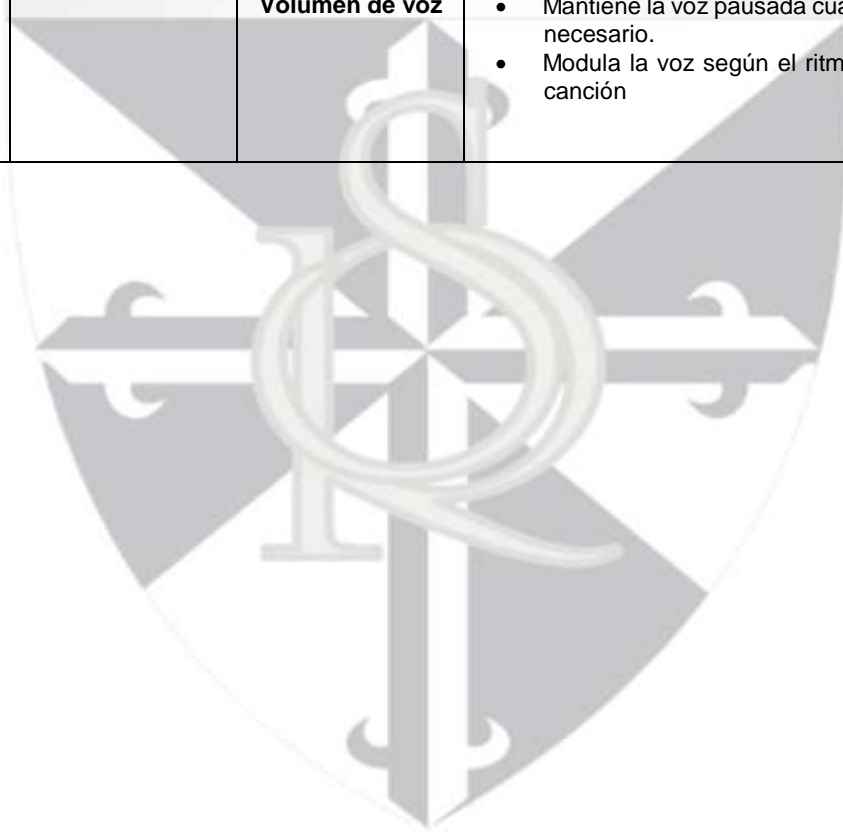 Volumen de voz
• Mantiene la voz pausada
necesario.
• Modula la voz según el
canción